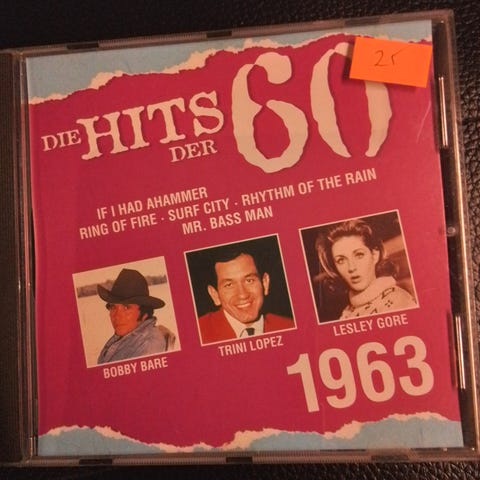 25
DIE HITS DER 60
IF I HAD AHAMMER
RING OF FIRE · SURF CITY · RHYTHM OF THE RAIN
MR. BASS MAN
BOBBY BARE
TRINI LOPEZ
LESLEY GORE
1963